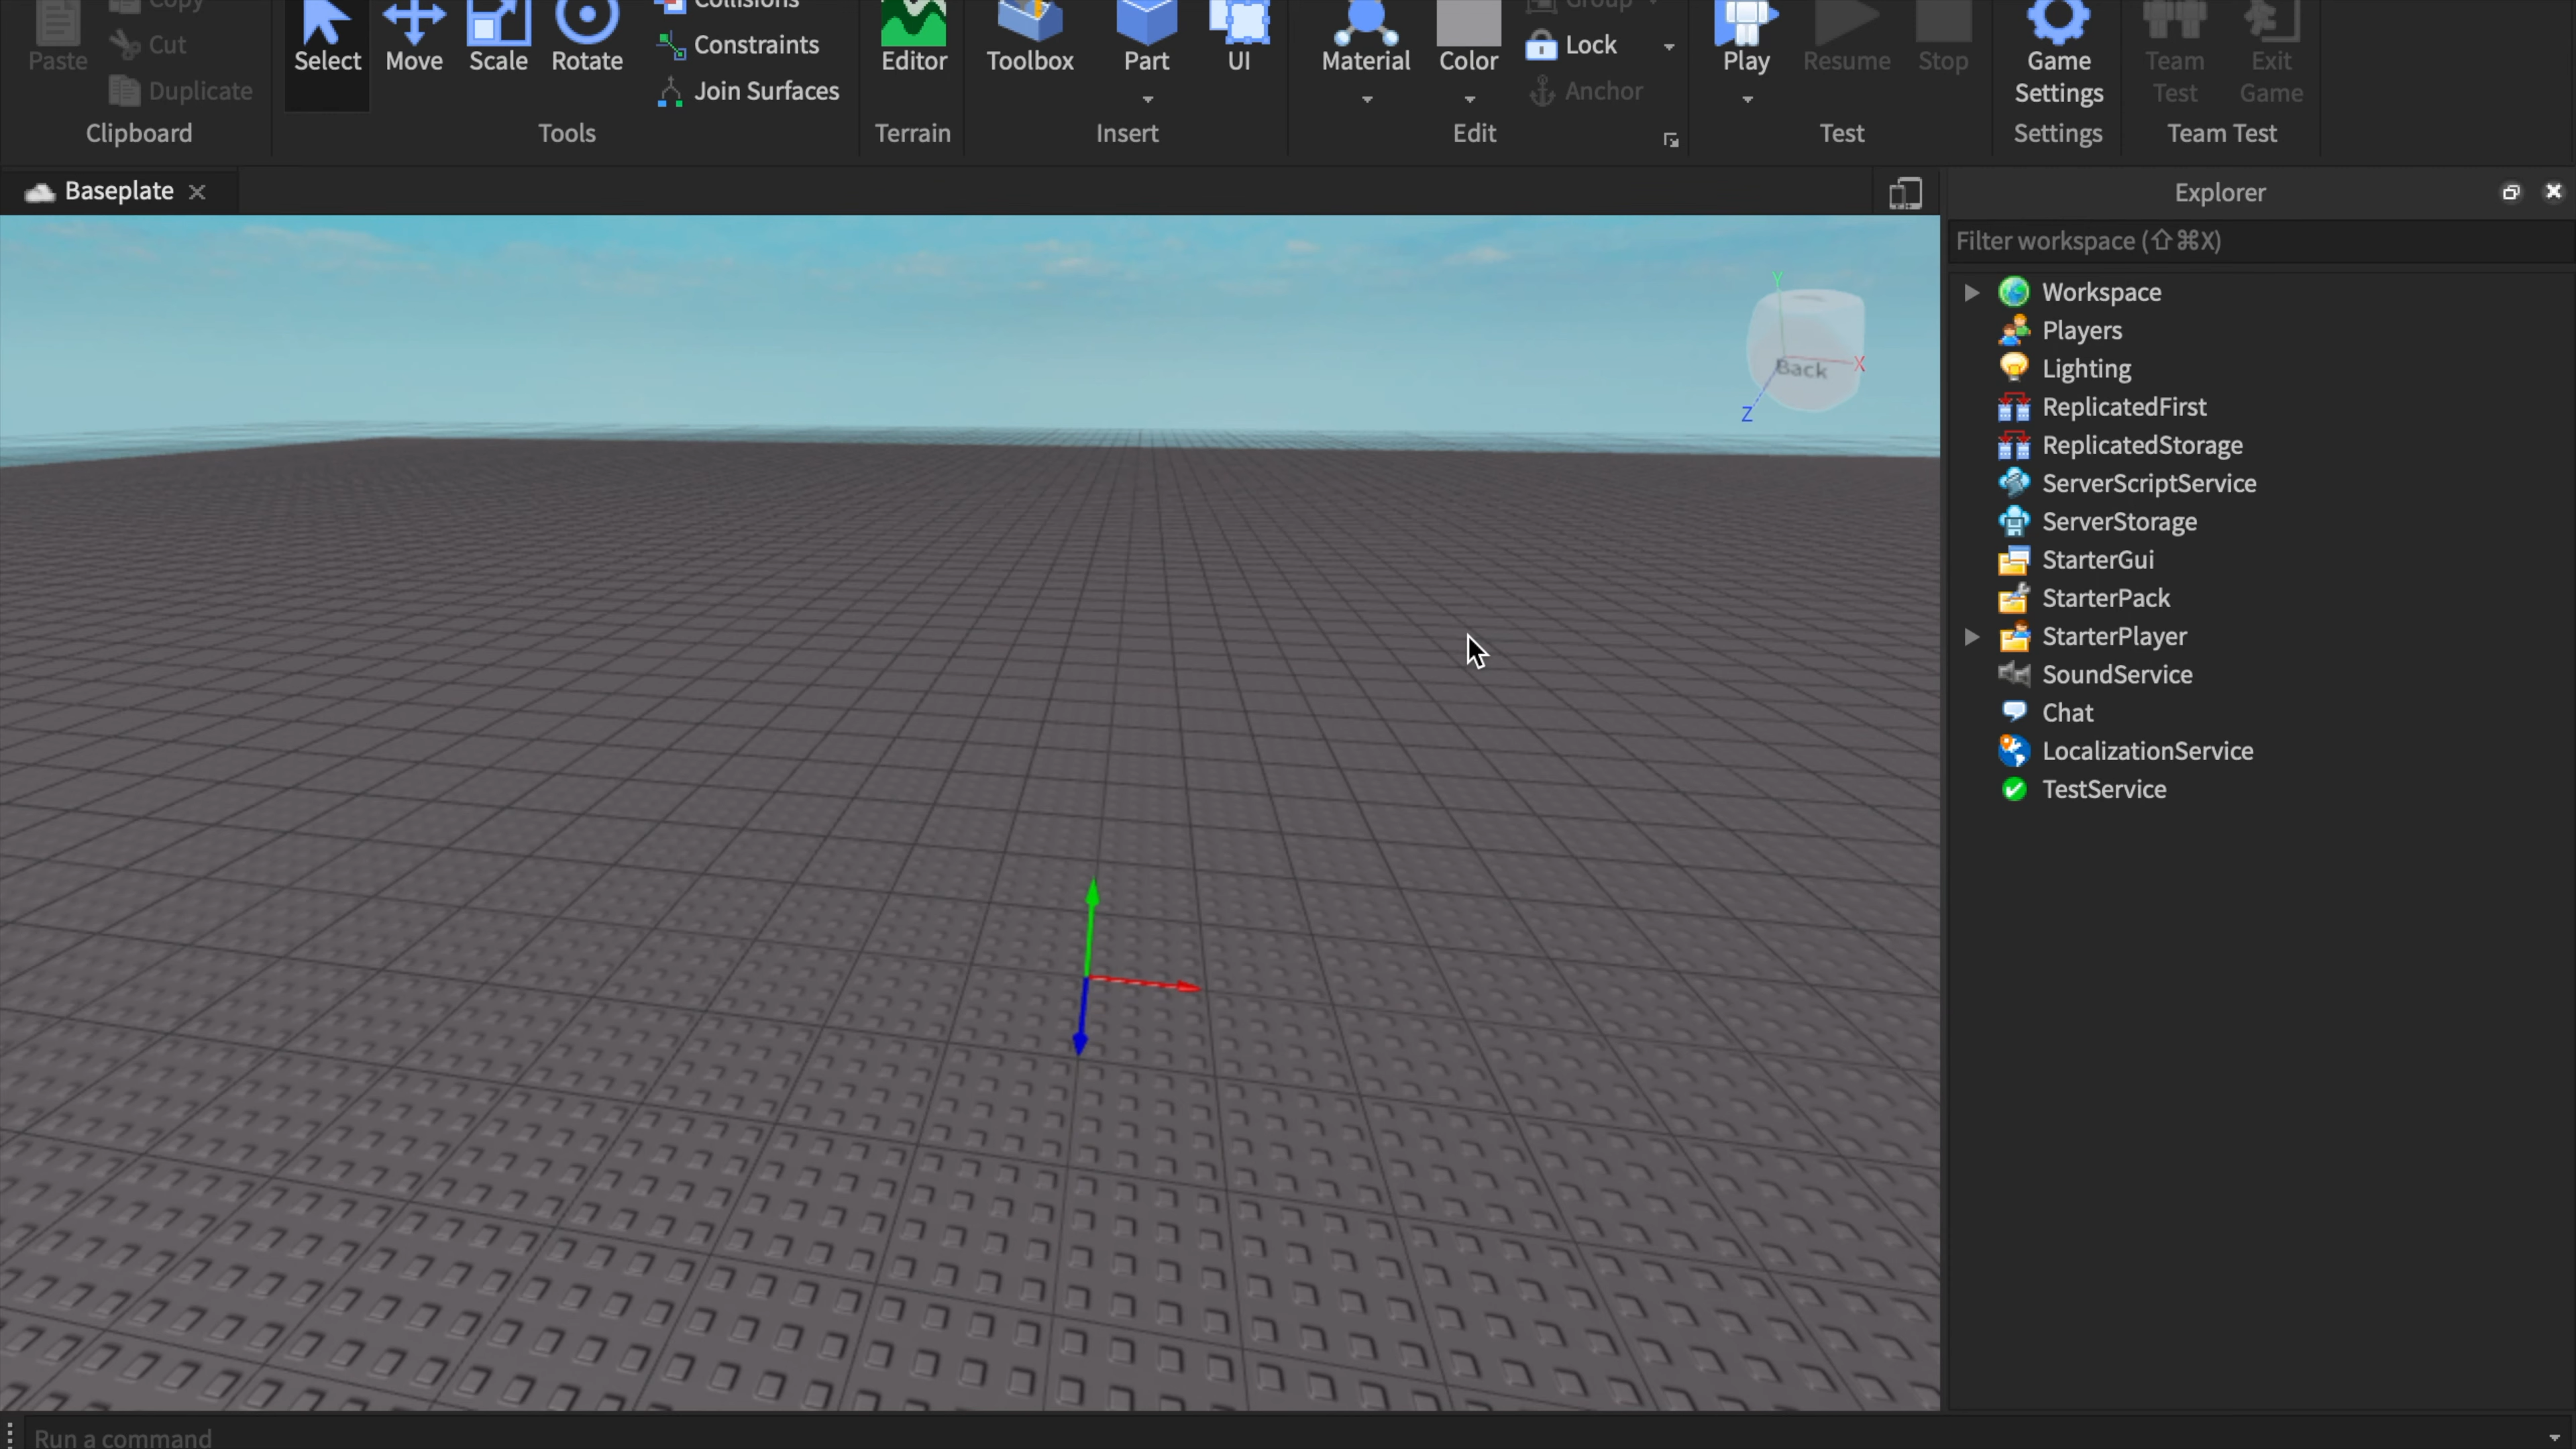 Copy
Collisions
Group
Paste
Cut
Select
Move
Scale
Rotate
Constraints
Editor
Toolbox
Part
UI
Material
Color
Lock
Play
Resume
Stop
Game
Settings
Team
Test
Exit
Game
Duplicate
Join Surfaces
Anchor
Clipboard
Tools
Terrain
Insert
Edit
Test
Settings
Team Test
Baseplate
Explorer
Filter workspace (⇧⌘X)
Y
X
Back
Z
Workspace
Players
Lighting
ReplicatedFirst
ReplicatedStorage
ServerScriptService
ServerStorage
StarterGui
StarterPack
StarterPlayer
SoundService
Chat
LocalizationService
TestService
Run a command